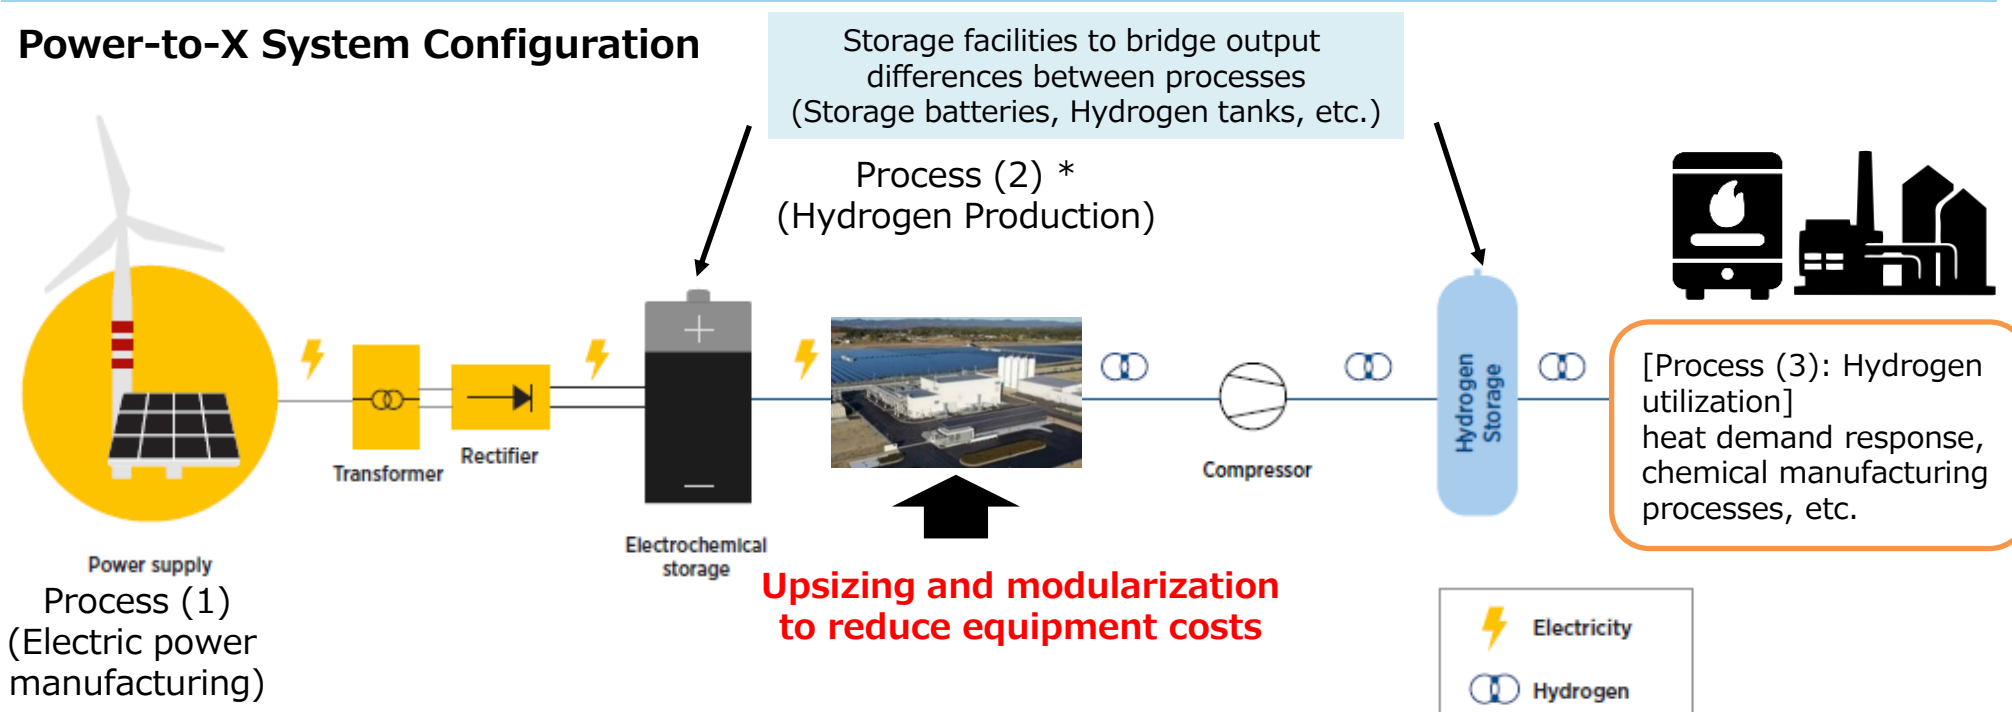 Power-to-X System Configuration
Storage facilities to bridge output
differences between processes
(Storage batteries, Hydrogen tanks, etc.)
Process (2) *
(Hydrogen Production)
Transformer
Rectifier
Electrochemical
storage
Compressor
Hydrogen
Storage
[Process (3): Hydrogen
utilization]
heat demand response,
chemical manufacturing
processes, etc.
Power supply
Process (1)
(Electric power
manufacturing)
Upsizing and modularization
to reduce equipment costs
Electricity
Hydrogen